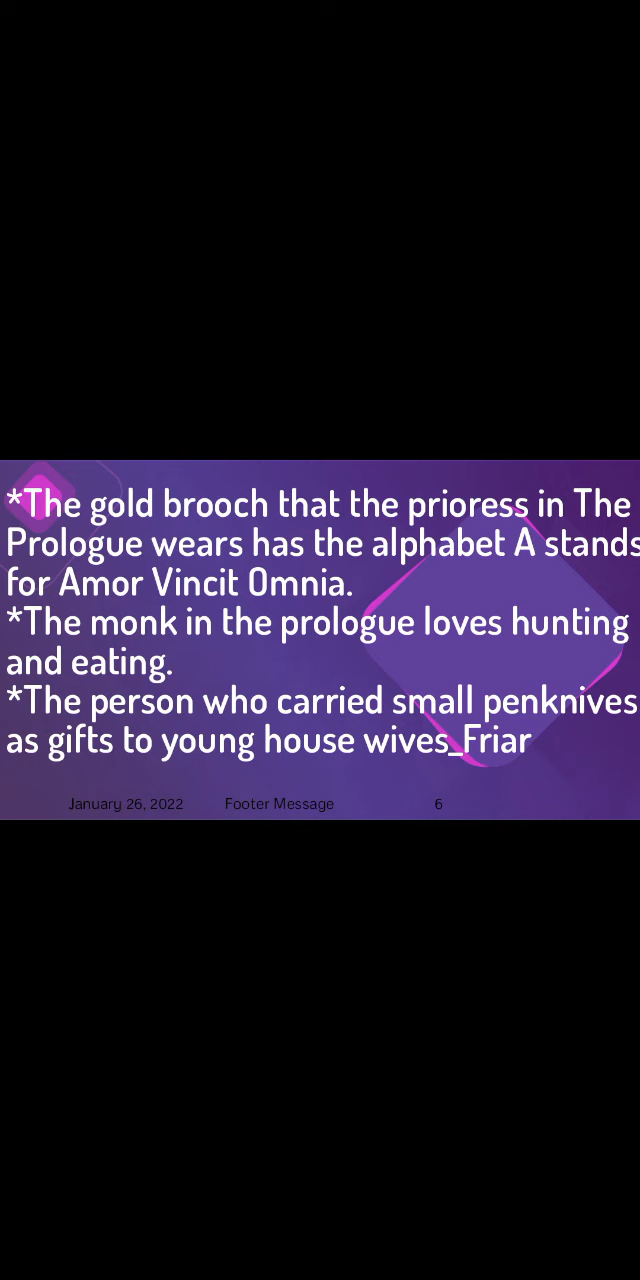 *The gold brooch that the prioress in The
Prologue wears has the alphabet A stands
for Amor Vincit Omnia.
*The monk in the prologue loves hunting
and eating.
*The person who carried small penknives
as gifts to young house wives_Friar
January 26, 2022 Footer Message 6